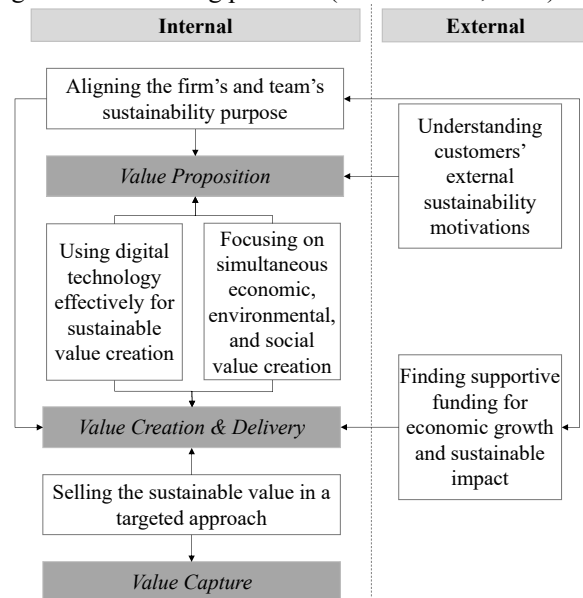 Internal
External
Aligning the firm's and team's
sustainability purpose
Understanding
customers'
external
sustainability
motivations
Value Proposition
Using digital
technology
effectively for
sustainable
value creation
Focusing on
simultaneous
economic,
environmental,
and social
value creation
Finding supportive
funding for
economic growth
and sustainable
impact
Value Creation & Delivery
Selling the sustainable value in a
targeted approach
Value Capture